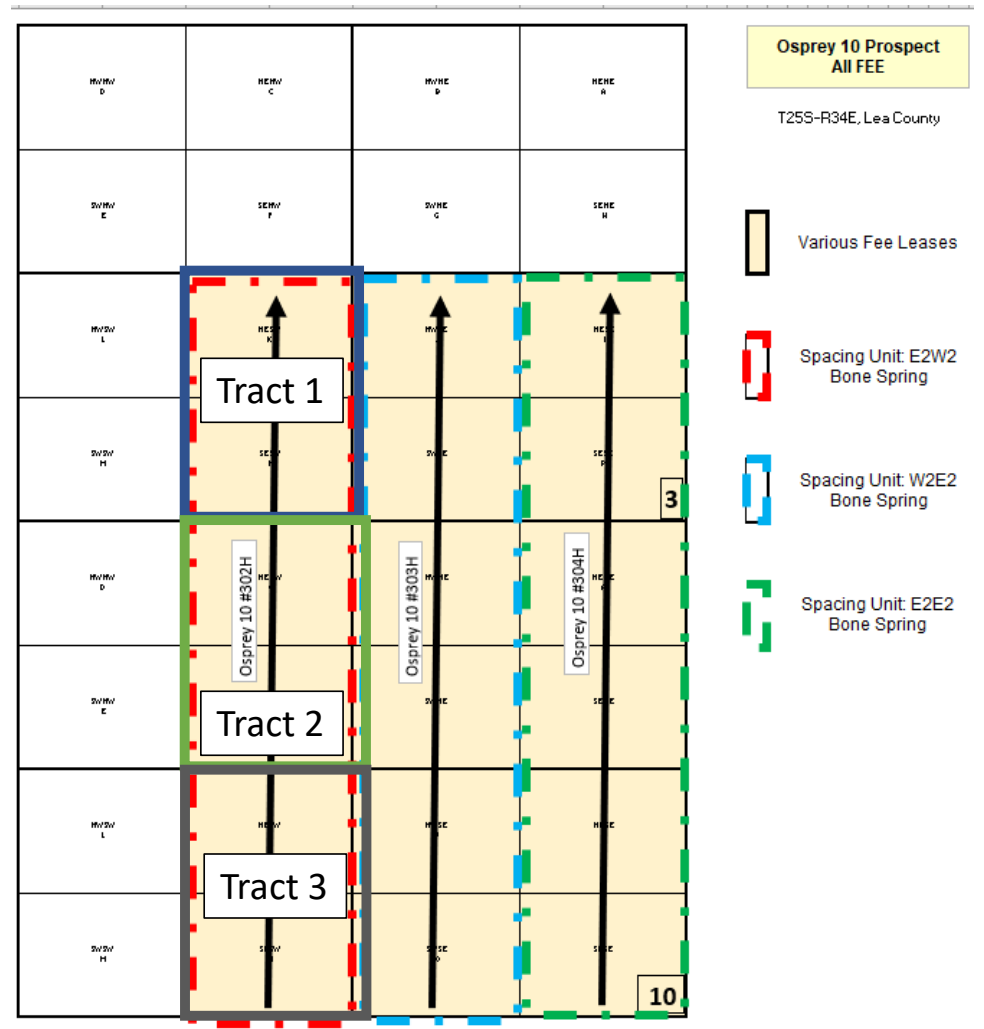 Osprey 10 Prospect
All FEE
T25S-R34E, Lea County
NWNW
D
NENW
C
NWNE
B
NENE
A
SWNW
E
SENW
F
SWNE
G
SENE
H
Various Fee Leases
NWSW
L
Tract 1
Spacing Unit: E2W2
Bone Spring
SWSW
M
3
Spacing Unit: W2E2
Bone Spring
NWNW
D
Osprey 10 #302H
Osprey 10 #303H
Osprey 10 #304H
Spacing Unit: E2E2
Bone Spring
SWNW
E
Tract 2
NWSW
L
Tract 3
SWSW
M
10